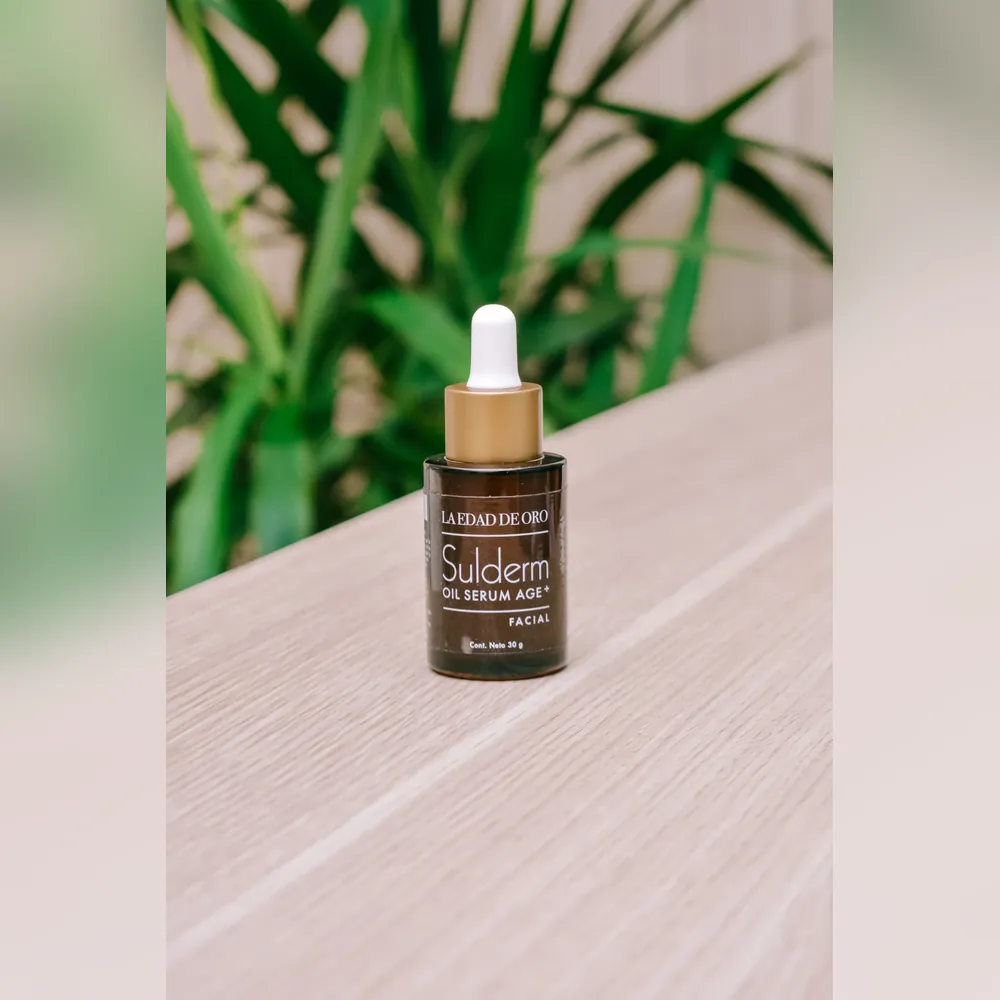 LA EDAD DE ORO
Sulderm
OIL SERUM AGE+
FACIAL
Cont. Neto 30 g